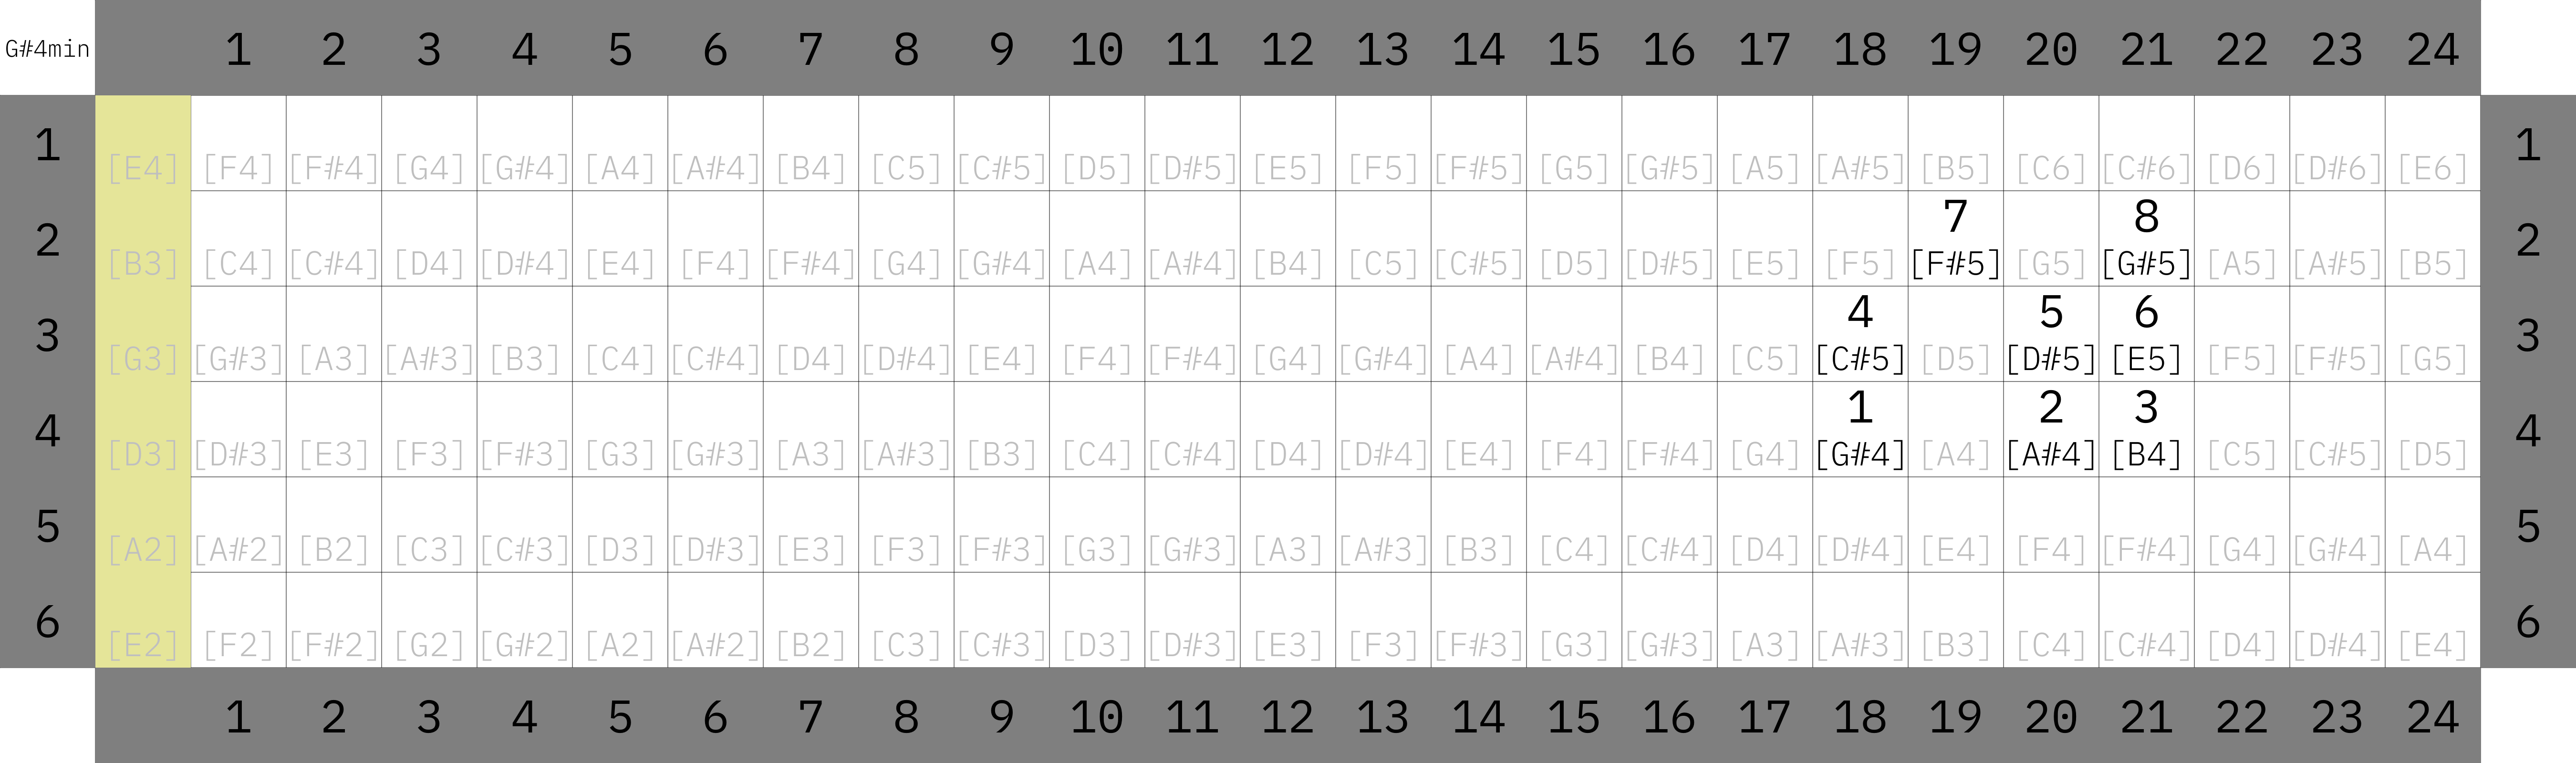 G#4min 1 2 3 4 5 6 7 8 9 10 11 12 13 14 15 16 17 18 19 20 21 22 23 24
1 [E4] [F4] [F#4] [G4] [G#4] [A4] [A#4] [B4] [C5] [C#5] [D5] [D#5] [E5] [F5] [F#5] [G5] [G#5] [A5] [A#5] [B5] [C6] [C#6] [D6] [D#6] [E6] 1
7 8
2 [B3] [C4] [C#4] [D4] [D#4] [E4] [F4] [F#4] [G4] [G#4] [A4] [A#4] [B4] [C5] [C#5] [D5] [D#5] [E5] [F5] [F#5] [G5] [G#5] [A5] [A#5] [B5] 2
4 5 6
3 [G3] [G#3] [A3] [A#3] [B3] [C4] [C#4] [D4] [D#4] [E4] [F4] [F#4] [G4] [G#4] [A4] [A#4] [B4] [C5] [C#5] [D5] [D#5] [E5] [F5] [F#5] [G5] 3
1 2 3
4 [D3] [D#3] [E3] [F3] [F#3] [G3] [G#3] [A3] [A#3] [B3] [C4] [C#4] [D4] [D#4] [E4] [F4] [F#4] [G4] [G#4] [A4] [A#4] [B4] [C5] [C#5] [D5] 4
5 [A2] [A#2] [B2] [C3] [C#3] [D3] [D#3] [E3] [F3] [F#3] [G3] [G#3] [A3] [A#3] [B3] [C4] [C#4] [D4] [D#4] [E4] [F4] [F#4] [G4] [G#4] [A4] 5
6 [E2] [F2] [F#2] [G2] [G#2] [A2] [A#2] [B2] [C3] [C#3] [D3] [D#3] [E3] [F3] [F#3] [G3] [G#3] [A3] [A#3] [B3] [C4] [C#4] [D4] [D#4] [E4] 6
1 2 3 4 5 6 7 8 9 10 11 12 13 14 15 16 17 18 19 20 21 22 23 24